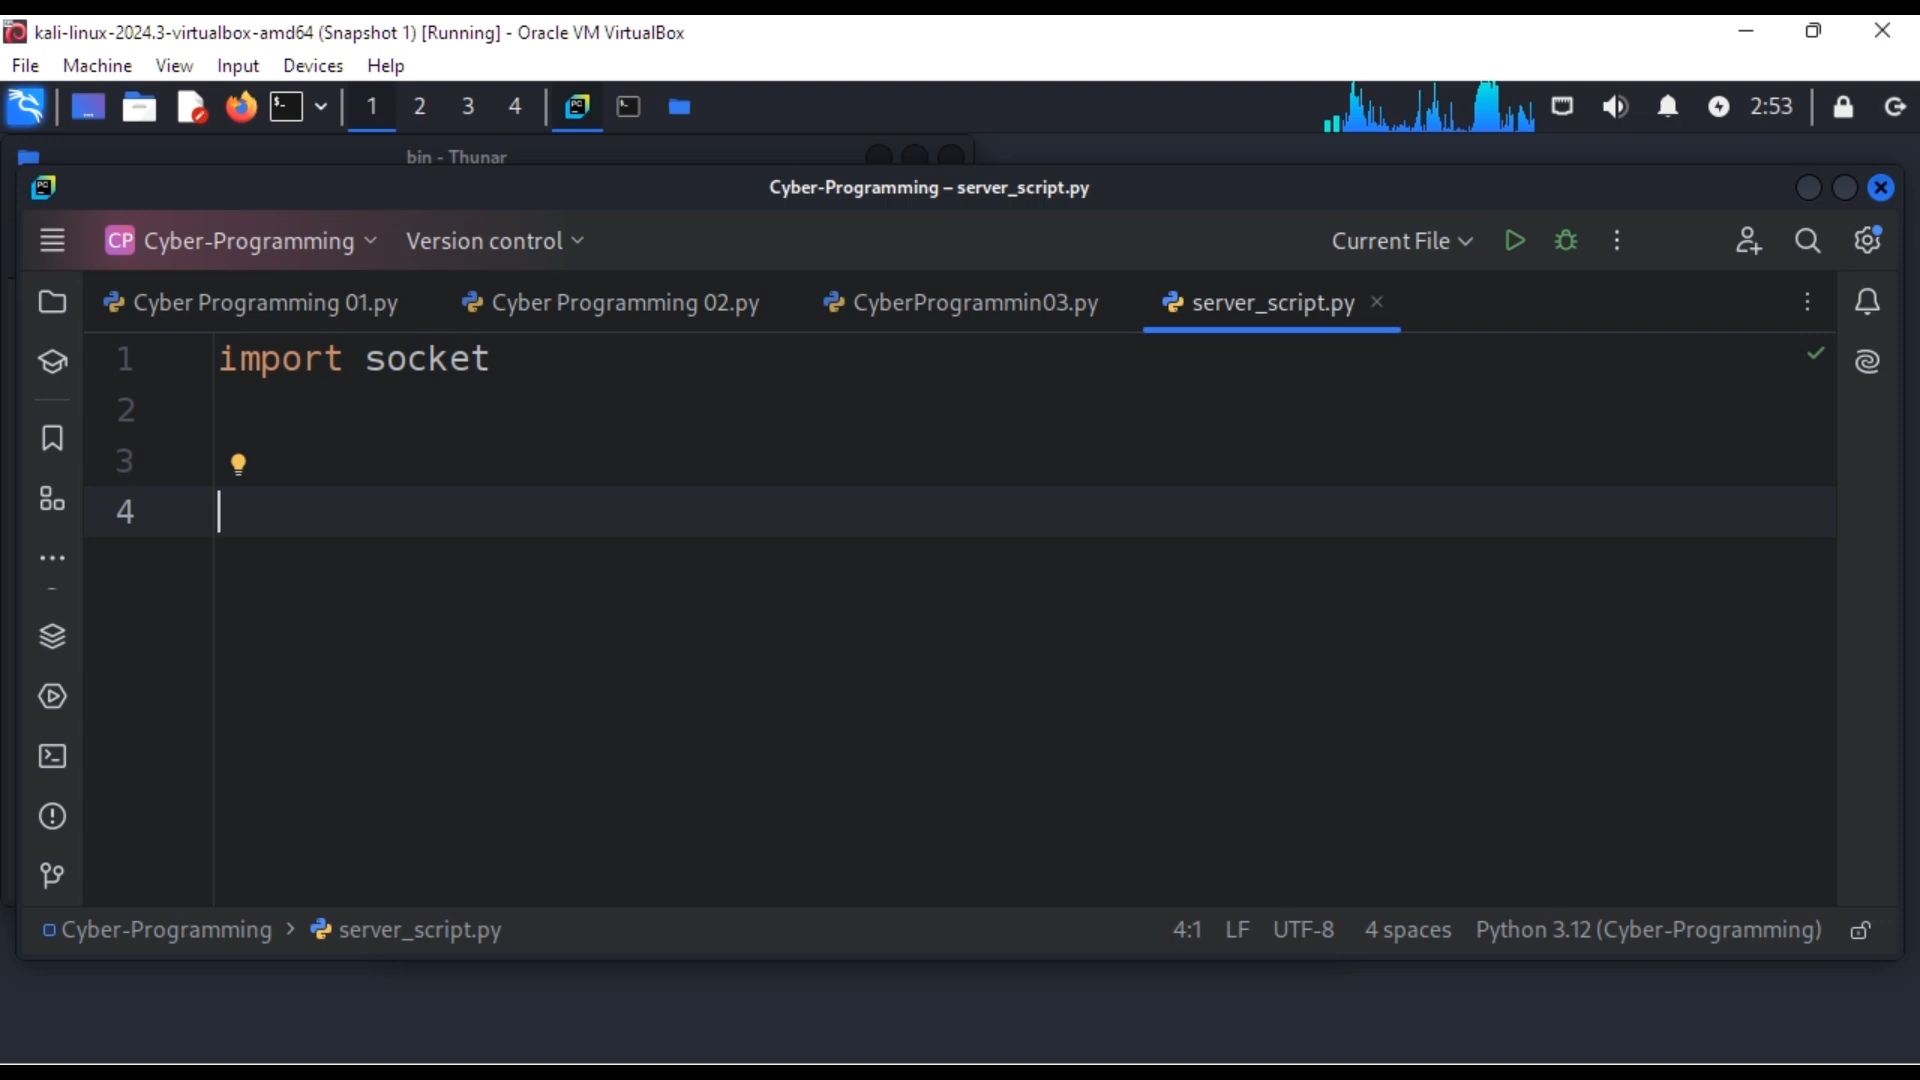 kali-linux-2024.3-virtualbox-amd64 (Snapshot 1) [Running] - Oracle VM VirtualBox
File Machine View Input Devices Help
1 2 3 4 2:53
bin - Thunar
Cyber-Programming – server_script.py
CP Cyber-Programming Version control Current File
Cyber Programming 01.py Cyber Programming 02.py CyberProgrammin03.py server_script.py
1 import socket
2
3
4
Cyber-Programming > server_script.py 4:1 LF UTF-8 4 spaces Python 3.12 (Cyber-Programming)